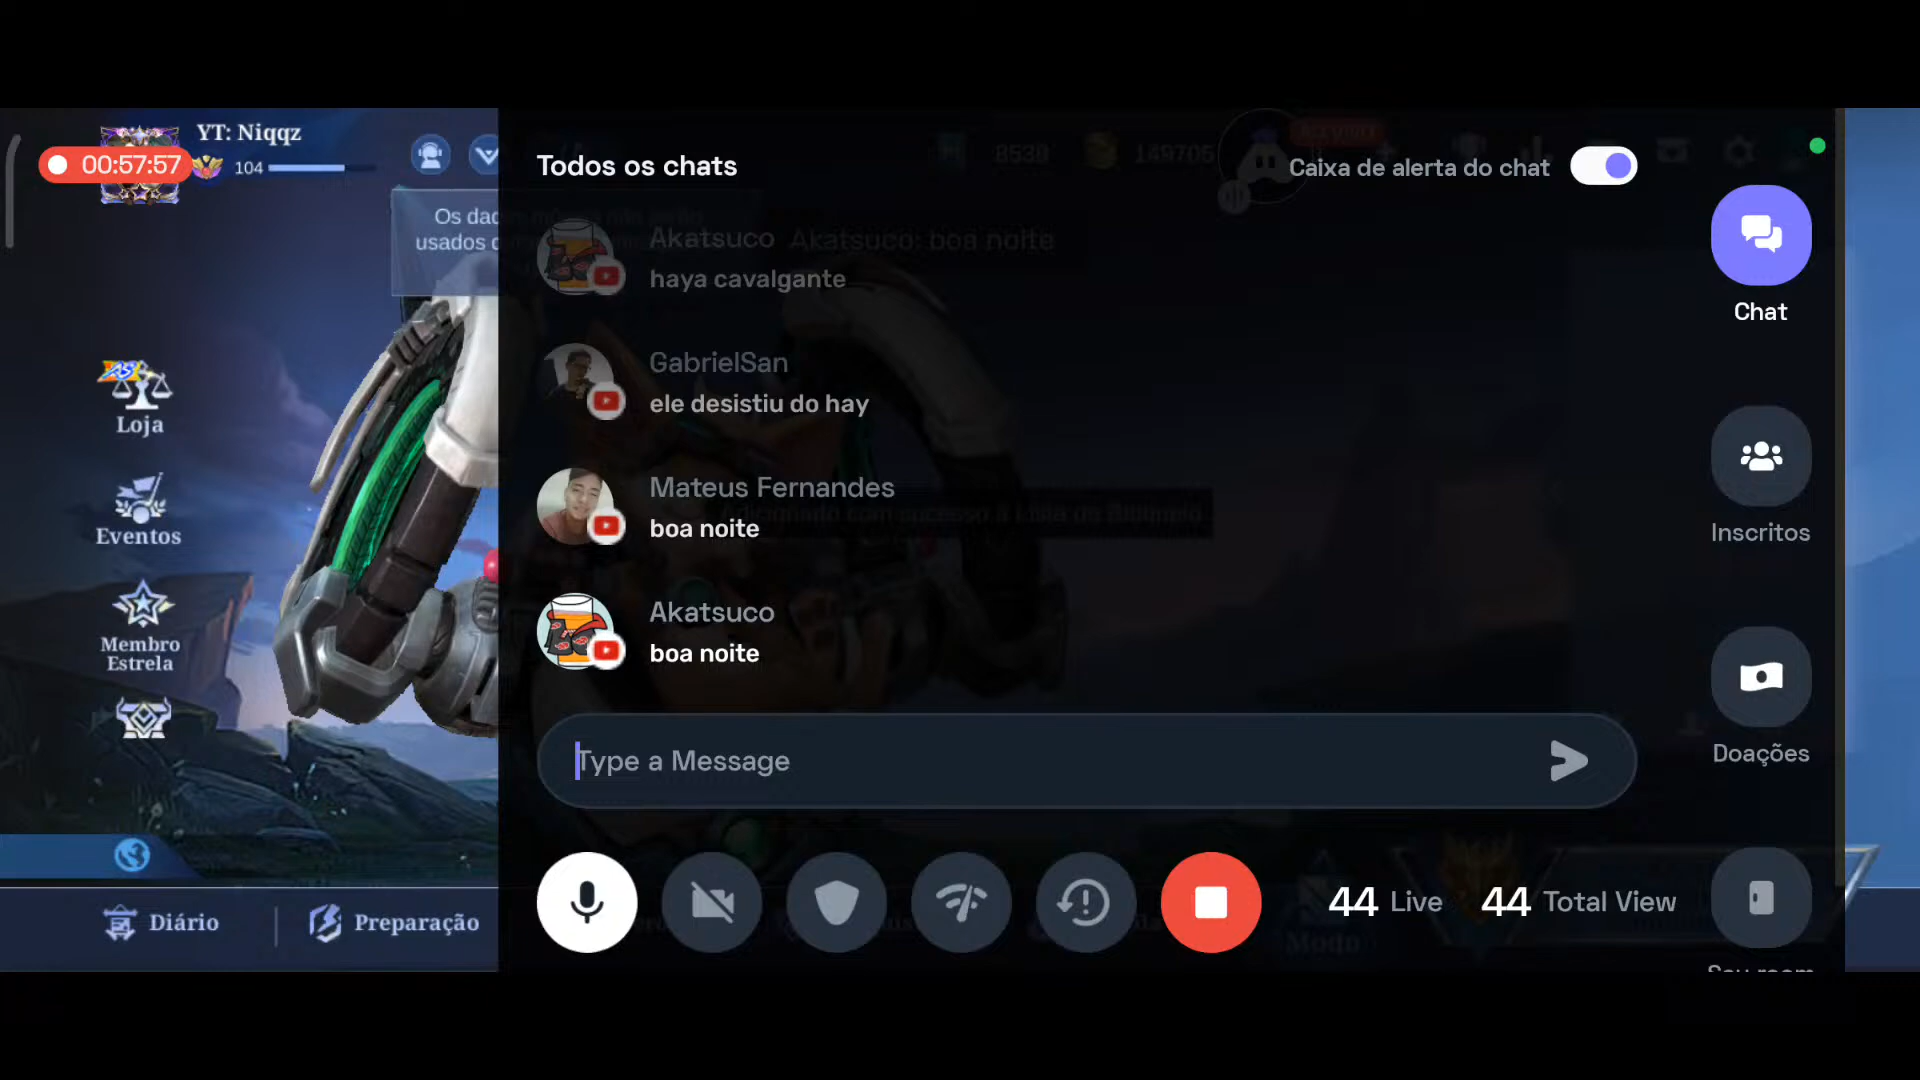 YT: Niqqz
00:57:57
104
Os dad
usados
Loja
Eventos
Membro
Estrela
Diário
Preparação
Todos os chats
8530
149705
Caixa de alerta do chat
Akatsuco
Akatsuco: boa noite
haya cavalgante
GabrielSan
ele desistiu do hay
Mateus Fernandes
boa noite
Akatsuco
boa noite
Type a Message
44 Live
44 Total View
Chat
Inscritos
Doações